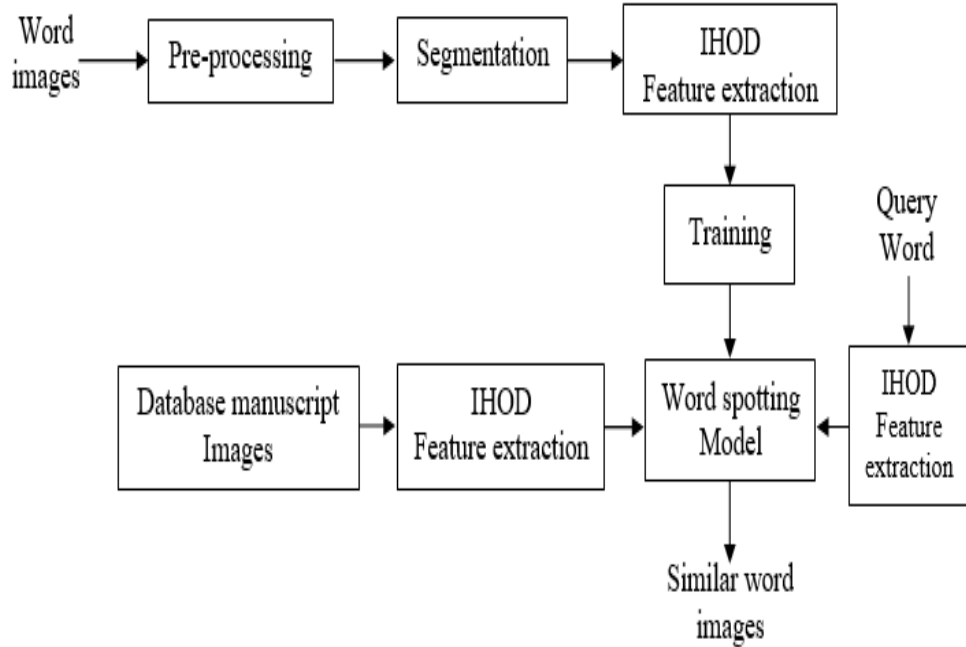 Word
images
Pre-processing
Segmentation
IHOD
Feature extraction
Training
Query
Word
Database manuscript
Images
IHOD
Feature extraction
Word spotting
Model
IHOD
Feature
extraction
Similar word
images